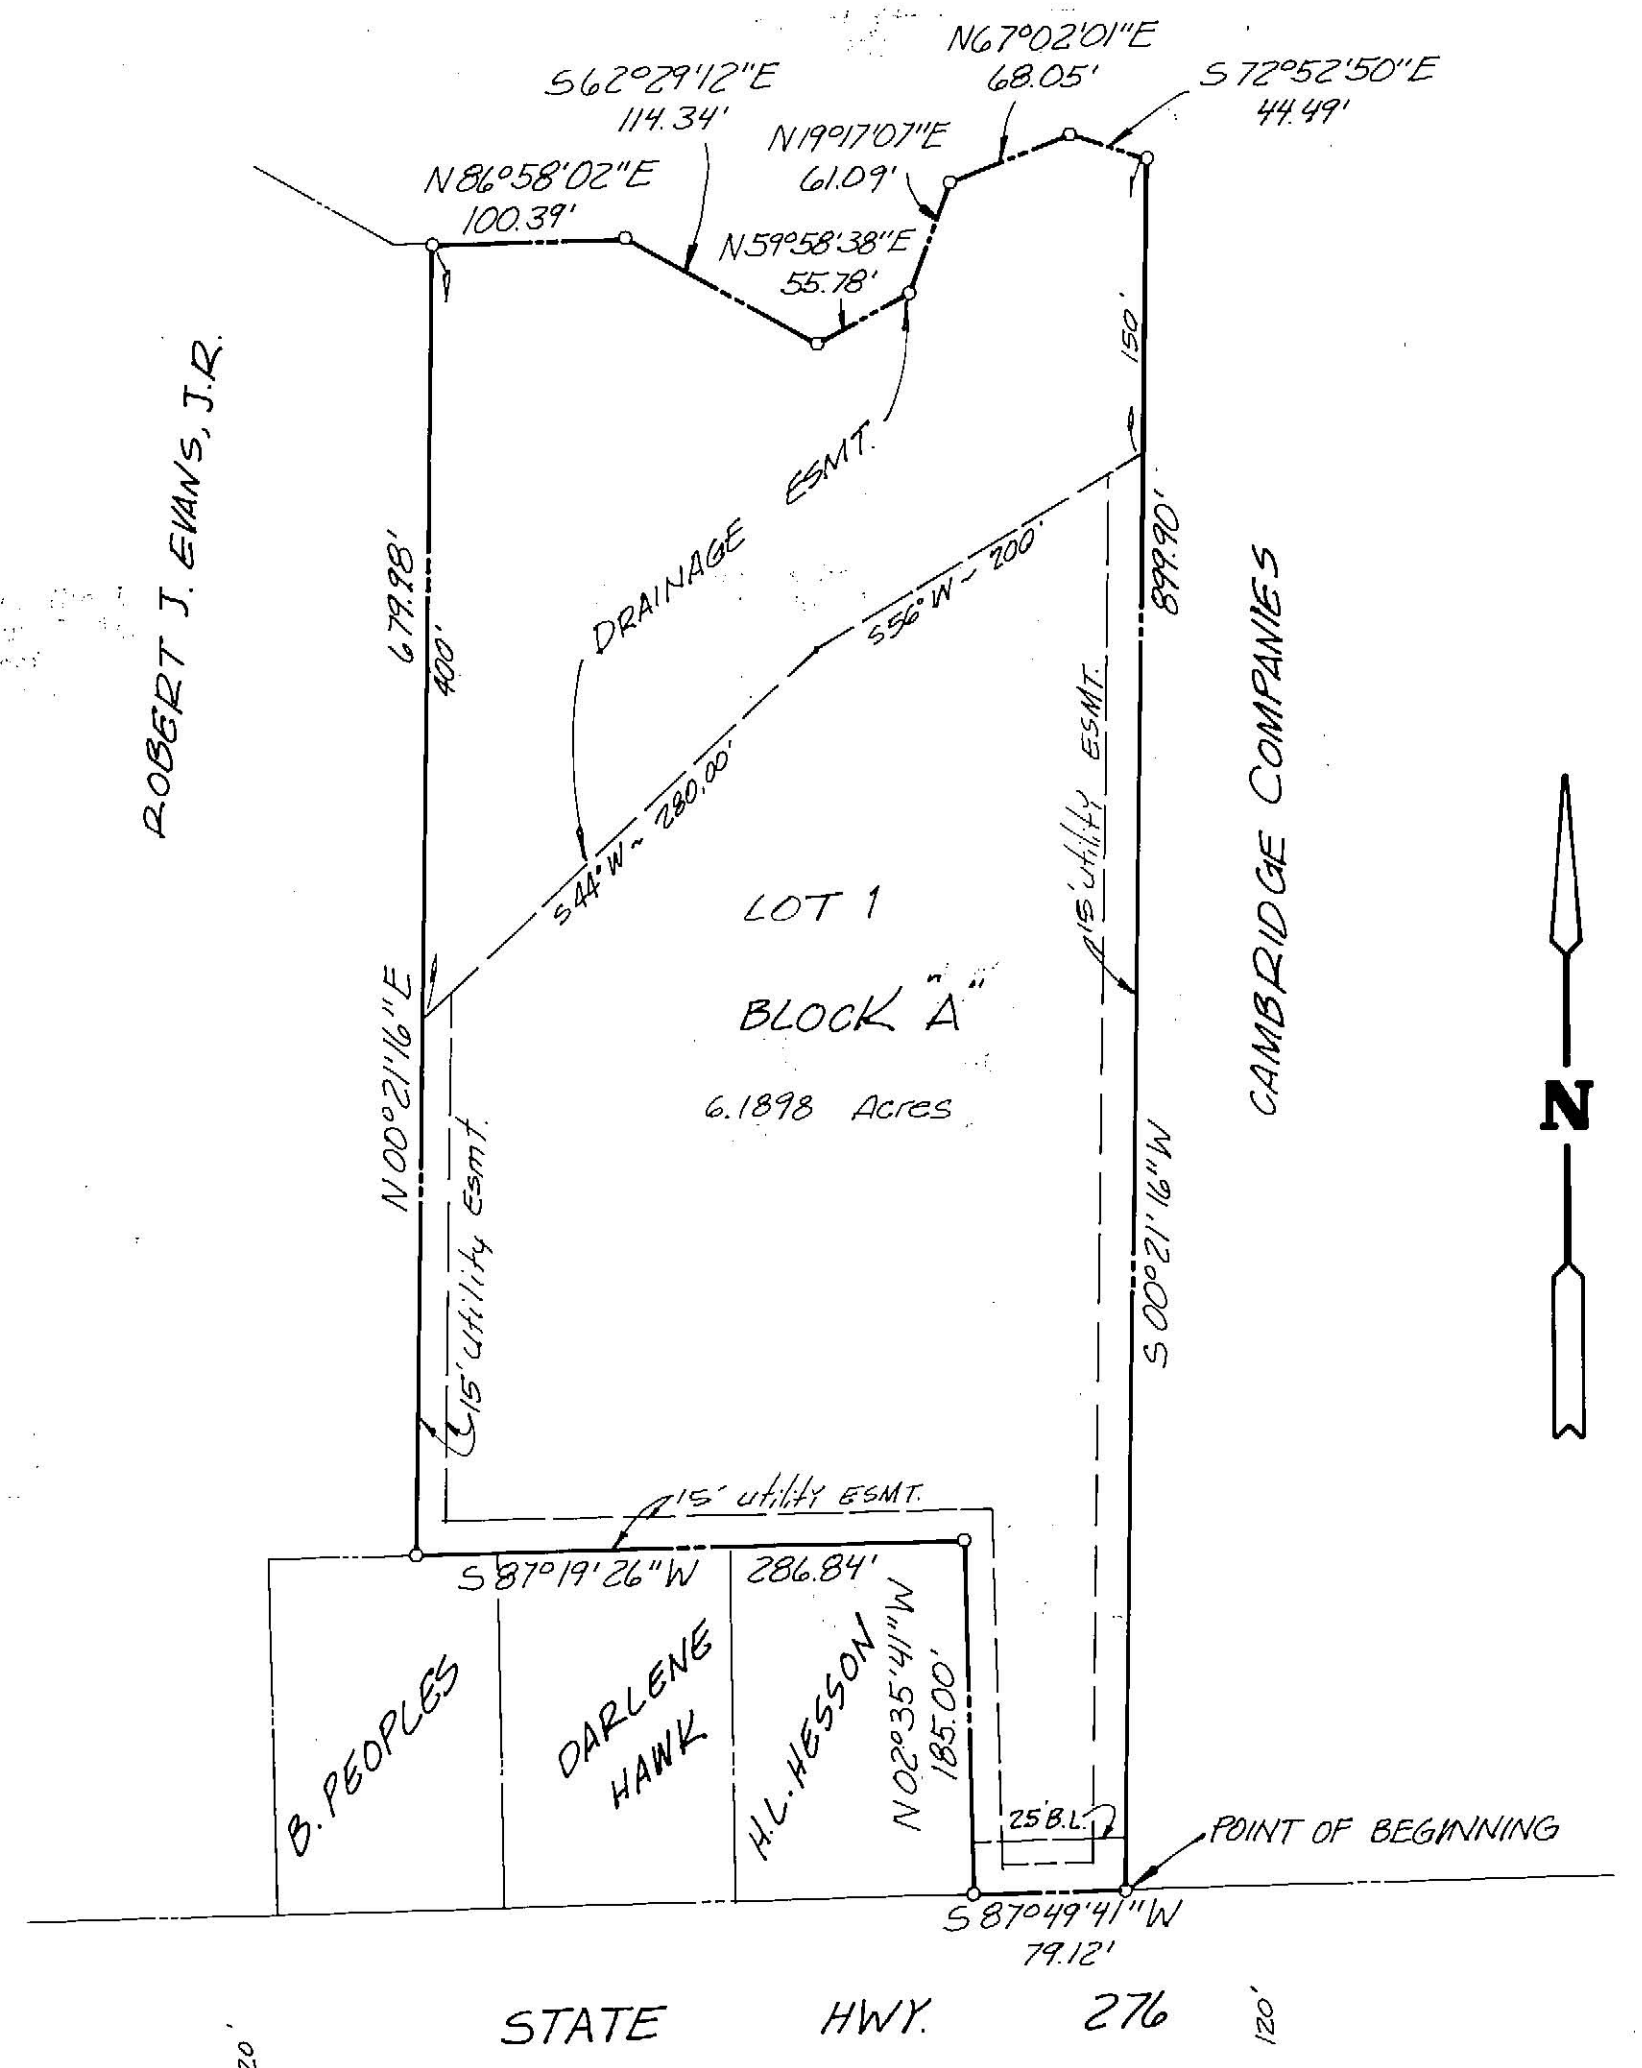 N67°02'01"E
68.05'
S62°29'12"E
114.34'
S72°52'50"E
44.49'
N19°17'07"E
61.09'
N86°58'02"E
100.39'
N59°58'38"E
55.78'
150'
ROBERT J. EVANS, J.R.
DRAINAGE ESMT.
679.98'
400'
S56°W ~ 200'
899.90'
CAMBRIDGE COMPANIES
15' utility ESMT.
S44°W ~ 280.00'
LOT 1
BLOCK "A"
6.1898 Acres
N00°21'16"E
15' utility Esmt.
S00°21'16"W
N
15' utility ESMT.
S87°19'26"W 286.84'
B. PEOPLES
DARLENE
HAWK
H.L. HESSON
N02°35'41"W
185.00'
25' B.L.
POINT OF BEGINNING
S87°49'41"W
79.12'
STATE HWY. 276
120'
20'